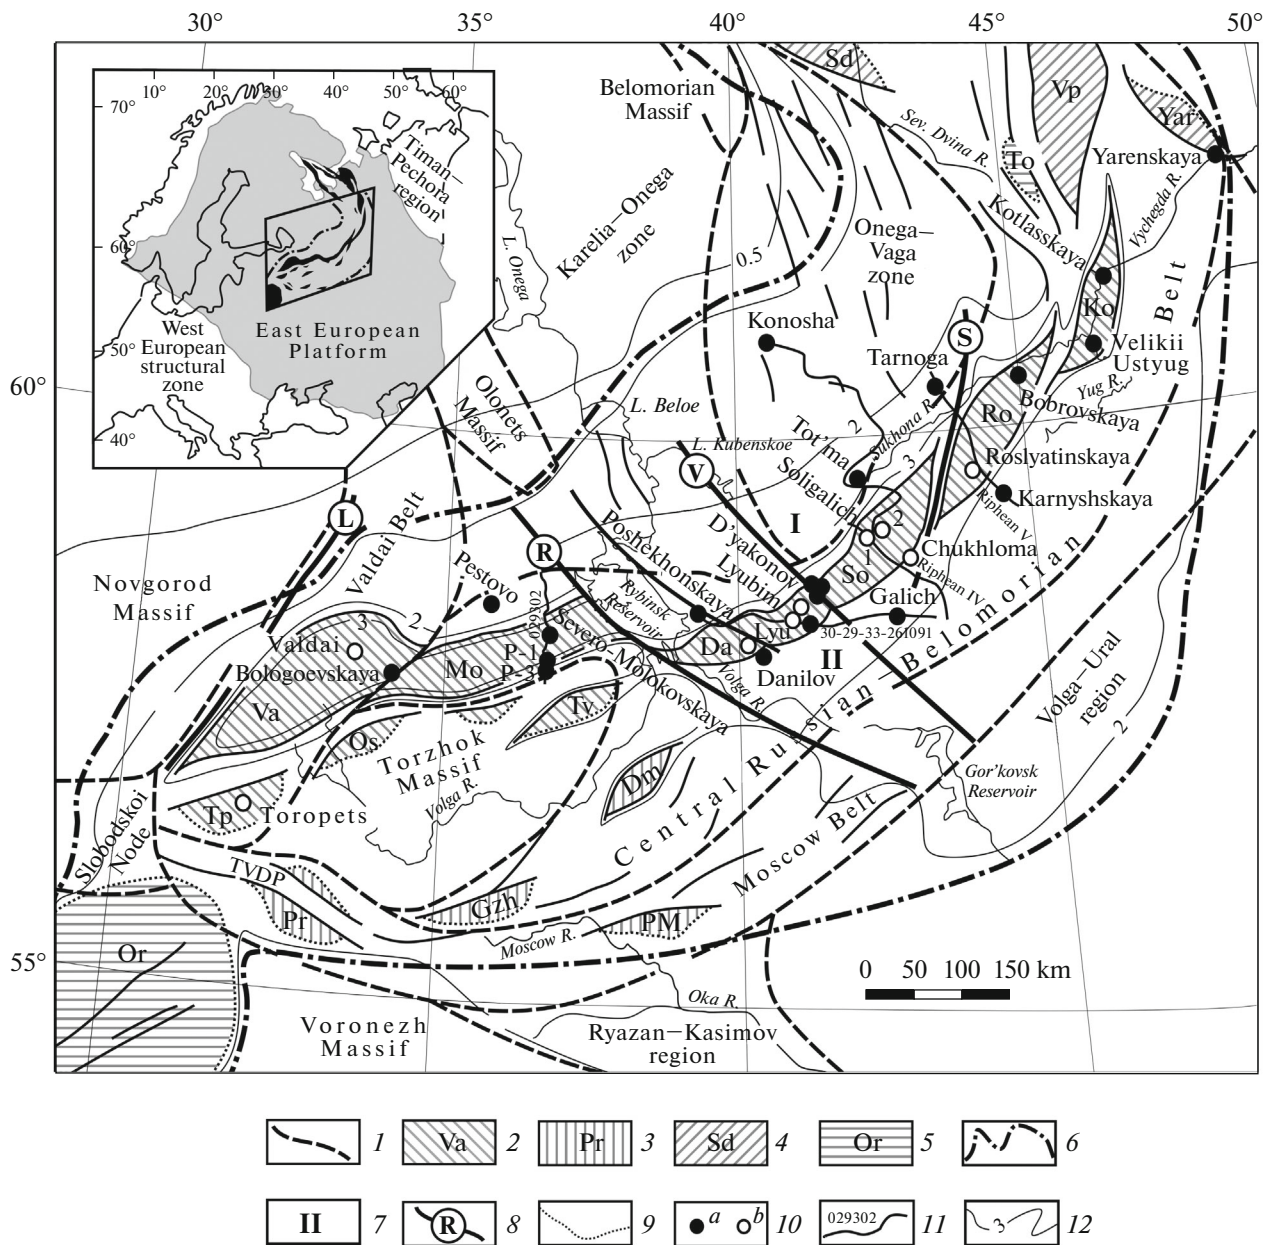 30°
35°
40°
45°
50°
60°
55°
10°
20°
30°
40°
50°
60°
70°
60°
50°
40°
Timan–
Pechora
region
West
European
structural
zone
East European
Platform
Belomorian
Massif
Karelia–Onega
zone
L. Onega
0.5
Sd
Sev. Dvina R.
Vp
Yar
To
Yarenskaya
Kotlasskaya
Vychegda R.
Onega–
Vaga
zone
Konosha
Tarnoga
S
Ko
Velikii
Ustyug
Yug R.
Belt
Ro
Bobrovskaya
Roslyatinskaya
Karnyshskaya
Riphean V
Olonets
Massif
L. Beloe
L. Kubenskoe
V
Tot'ma
2
Sukhona R.
3
Soligalich
I
2
1
So
Chukhloma
Riphean IV
Galich
30-29-33-261091
II
L
Valdai Belt
R
Poshekhonskaya
D'yakonov
Lyubim
Lyu
Da
Danilov
Rybinsk
Reservoir
Volga R.
Novgorod
Massif
Pestovo
029302
3
2
Valdai
Bologoevskaya
Va
Mo
P-1
P-3
Severo-Molokovskaya
2
Tv
Os
Torzhok
Massif
Volga R.
Dm
Tp
Toropets
Slobodskoi
Node
TVDP
Pr
Gzh
PM
Moscow R.
Central Russian Belomorian
Moscow Belt
Volga–Ural
region
2
Gor'kovsk
Reservoir
Or
Voronezh
Massif
Oka R.
Ryazan–Kasimov
region
0 50 100 150 km
1
Va 2
Pr 3
Sd 4
Or 5
6
II 7
R 8
9
a b 10
029302 11
3 12